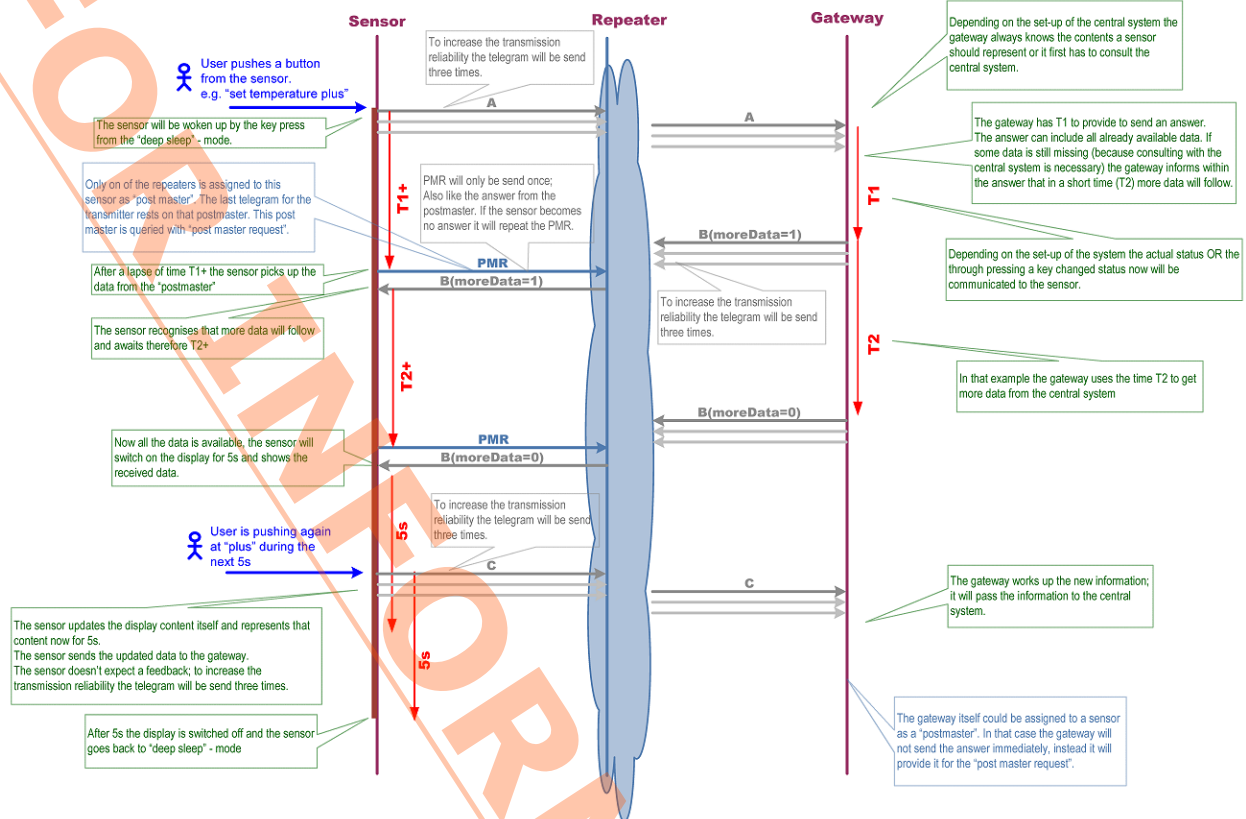 Sensor
Repeater
Gateway
Depending on the set-up of the central system the
gateway always knows the contents a sensor
should represent or it first has to consult the
central system.
To increase the transmission
reliability the telegram will be send
three times.
User pushes a button
from the sensor.
e.g. “set temperature plus”
A
A
The sensor will be woken up by the key press
from the “deep sleep” - mode.
The gateway has T1 to provide to send an answer.
The answer can include all already available data. If
some data is still missing (because consulting with the
central system is necessary) the gateway informs within
the answer that in a short time (T2) more data will follow.
Only on of the repeaters is assigned to this
sensor as “post master”. The last telegram for the
transmitter rests on that postmaster. This post
master is queried with “post master request”.
T1+
PMR will only be send once;
Also like the answer from the
postmaster. If the sensor becomes
no answer it will repeat the PMR.
T1
B(moreData=1)
Depending on the set-up of the system the actual status OR the
through pressing a key changed status now will be
communicated to the sensor.
After a lapse of time T1+ the sensor picks up the
data from the “postmaster”
PMR
B(moreData=1)
To increase the transmission
reliability the telegram will be send
three times.
The sensor recognises that more data will follow
and awaits therefore T2+
T2+
T2
In that example the gateway uses the time T2 to get
more data from the central system
B(moreData=0)
Now all the data is available, the sensor will
switch on the display for 5s and shows the
received data.
PMR
B(moreData=0)
To increase the transmission
reliability the telegram will be send
three times.
5s
User is pushing again
at “plus” during the
next 5s
C
C
The gateway works up the new information;
it will pass the information to the central
system.
The sensor updates the display content itself and represents that
content now for 5s.
The sensor sends the updated data to the gateway.
The sensor doesn’t expect a feedback; to increase the
transmission reliability the telegram will be send three times.
5s
After 5s the display is switched off and the sensor
goes back to “deep sleep” - mode
The gateway itself could be assigned to a sensor
as a “postmaster”. In that case the gateway will
not send the answer immediately, instead it will
provide it for the “post master request”.
FOR INFOR